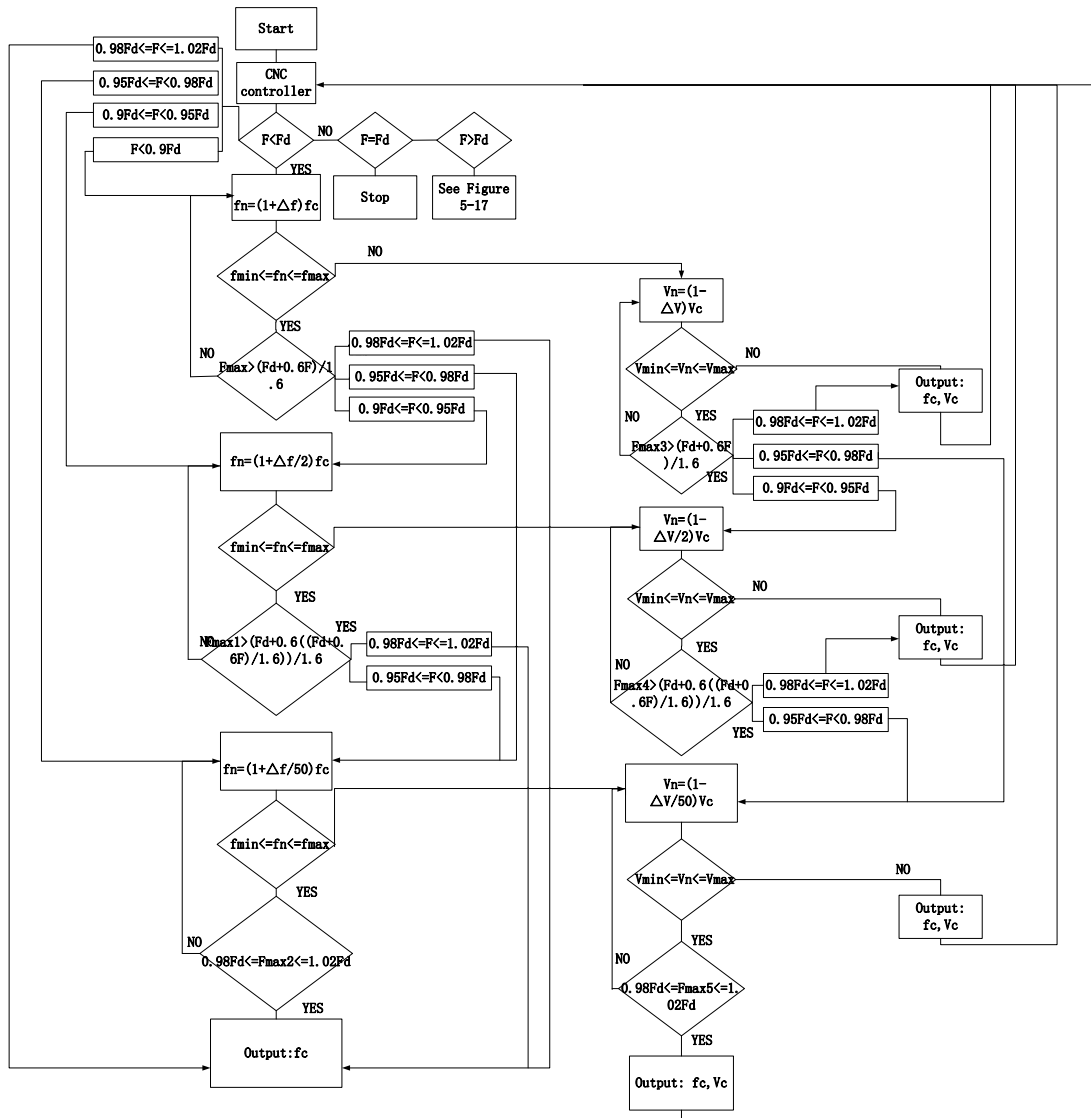 Start
CNC
controller
0.98Fd<=F<=1.02Fd
0.95Fd<=F<0.98Fd
0.9Fd<=F<0.95Fd
F<0.9Fd
F<Fd
NO
F=Fd
F>Fd
YES
Stop
See Figure
5-17
fn=(1+△f)fc
fmin<=fn<=fmax
NO
YES
NO
Fmax>(Fd+0.6F)/1
.6
0.98Fd<=F<=1.02Fd
0.95Fd<=F<0.98Fd
0.9Fd<=F<0.95Fd
fn=(1+△f/2)fc
fmin<=fn<=fmax
YES
NO
Fmax1>(Fd+0.6((Fd+0.
6F)/1.6))/1.6
YES
0.98Fd<=F<=1.02Fd
0.95Fd<=F<0.98Fd
fn=(1+△f/50)fc
fmin<=fn<=fmax
YES
NO
0.98Fd<=Fmax2<=1.02Fd
YES
Output:fc
Vn=(1-
△V)Vc
Vmin<=Vn<=Vmax
NO
Output:
fc,Vc
YES
NO
Fmax3>(Fd+0.6F
)/1.6
YES
0.98Fd<=F<=1.02Fd
0.95Fd<=F<0.98Fd
0.9Fd<=F<0.95Fd
Vn=(1-
△V/2)Vc
Vmin<=Vn<=Vmax
NO
Output:
fc,Vc
YES
NO
Fmax4>(Fd+0.6((Fd+0
.6F)/1.6))/1.6
YES
0.98Fd<=F<=1.02Fd
0.95Fd<=F<0.98Fd
Vn=(1-
△V/50)Vc
Vmin<=Vn<=Vmax
NO
Output:
fc,Vc
YES
NO
0.98Fd<=Fmax5<=1.
02Fd
YES
Output: fc,Vc